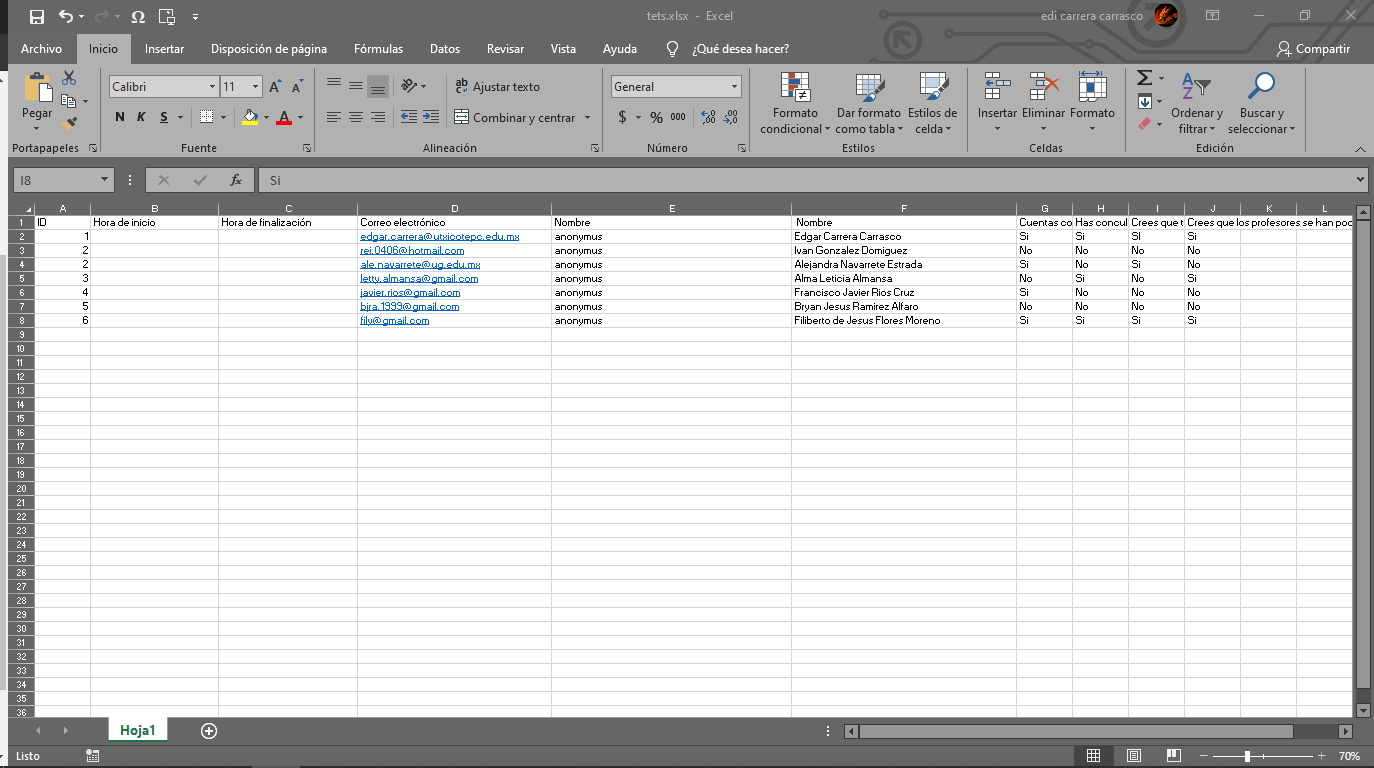 tets.xlsx - Excel
edi carrera carrasco
Archivo Inicio Insertar Disposición de página Fórmulas Datos Revisar Vista Ayuda ¿Qué desea hacer? Compartir
Pegar
Portapapeles
Calibri 11
N K S
Fuente
Ajustar texto
Combinar y centrar
Alineación
General
$ % 000
Número
Formato condicional
Dar formato como tabla
Estilos de celda
Estilos
Insertar Eliminar Formato
Celdas
Ordenar y filtrar
Buscar y seleccionar
Edición
I8 fx Si
A B C D E F G H I J K L
1 ID Hora de inicio Hora de finalización Correo electrónico Nombre Nombre Cuentas co Has concul Crees que t Crees que los profesores se han poc
2 1 edgar.carrera@utxicotepc.edu.mx anonymus Edgar Carrera Carrasco Si Si SI Si
3 2 rei.0406@hotmail.com anonymus Ivan Gonzalez Domiguez No No No No
4 2 ale.navarrete@ug.edu.mx anonymus Alejandra Navarrete Estrada Si No Si No
5 3 letty.almansa@gmail.com anonymus Alma Leticia Almansa No Si No No
6 4 javier.rios@gmail.com anonymus Francisco Javier Rios Cruz Si No No No
7 5 bjra.1999@gmail.com anonymus Bryan Jesus Ramirez Alfaro No No No No
8 6 fily@gmail.com anonymus Filiberto de Jesus Flores Moreno Si Si Si Si
9
10
11
12
13
14
15
16
17
18
19
20
21
22
23
24
25
26
27
28
29
30
31
32
33
34
35
36
Hoja1
Listo
70%